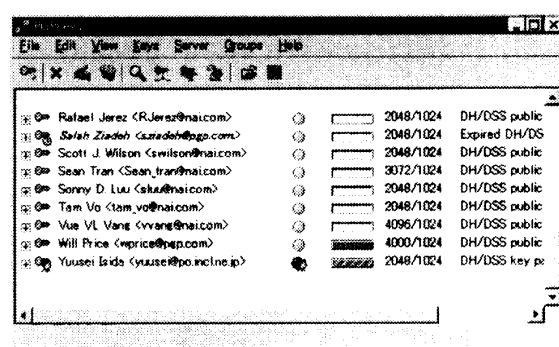 File Edit View Keys Server Groups Help
Rafael Jerez <RJerez@nai.com> 2048/1024 DH/DSS public
Salah Ziadeh <sziadeh@pgp.com> 2048/1024 Expired DH/DS
Scott J. Wilson <swilson@nai.com> 2048/1024 DH/DSS public
Sean Tran <Sean_tran@nai.com> 3072/1024 DH/DSS public
Sonny D. Luu <sluu@nai.com> 2048/1024 DH/DSS public
Tam Vo <tam_vo@nai.com> 2048/1024 DH/DSS public
Vue VL Vang <vvang@nai.com> 4096/1024 DH/DSS public
Will Price <wprice@pgp.com> 4000/1024 DH/DSS public
Yuusei Isida <yuusei@po.incl.ne.jp> 2048/1024 DH/DSS key pa